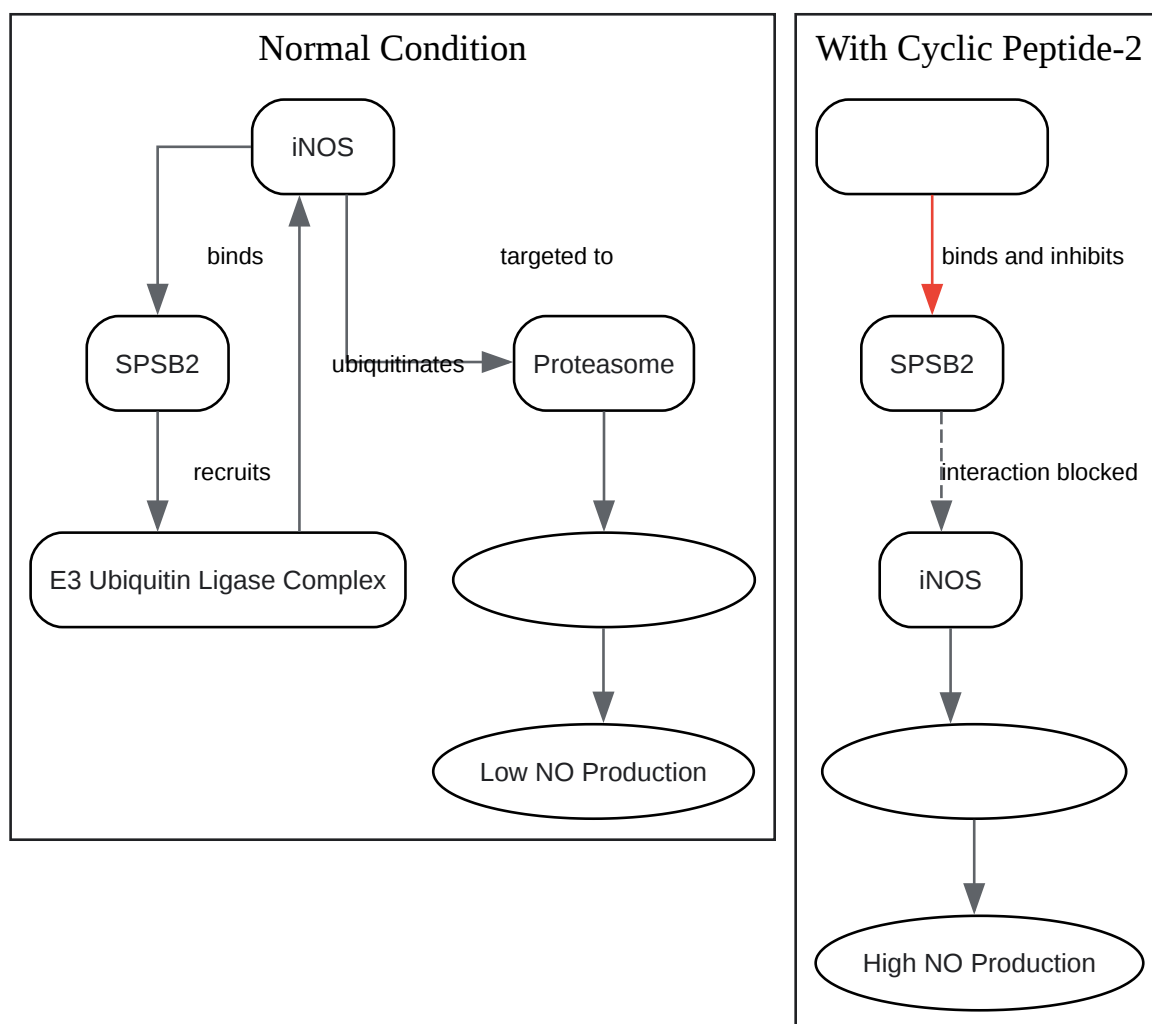 Normal Condition
iNOS
binds
targeted to
SPSB2
ubiquitinates
Proteasome
recruits
E3 Ubiquitin Ligase Complex
Low NO Production
With Cyclic Peptide-2
binds and inhibits
SPSB2
interaction blocked
iNOS
High NO Production